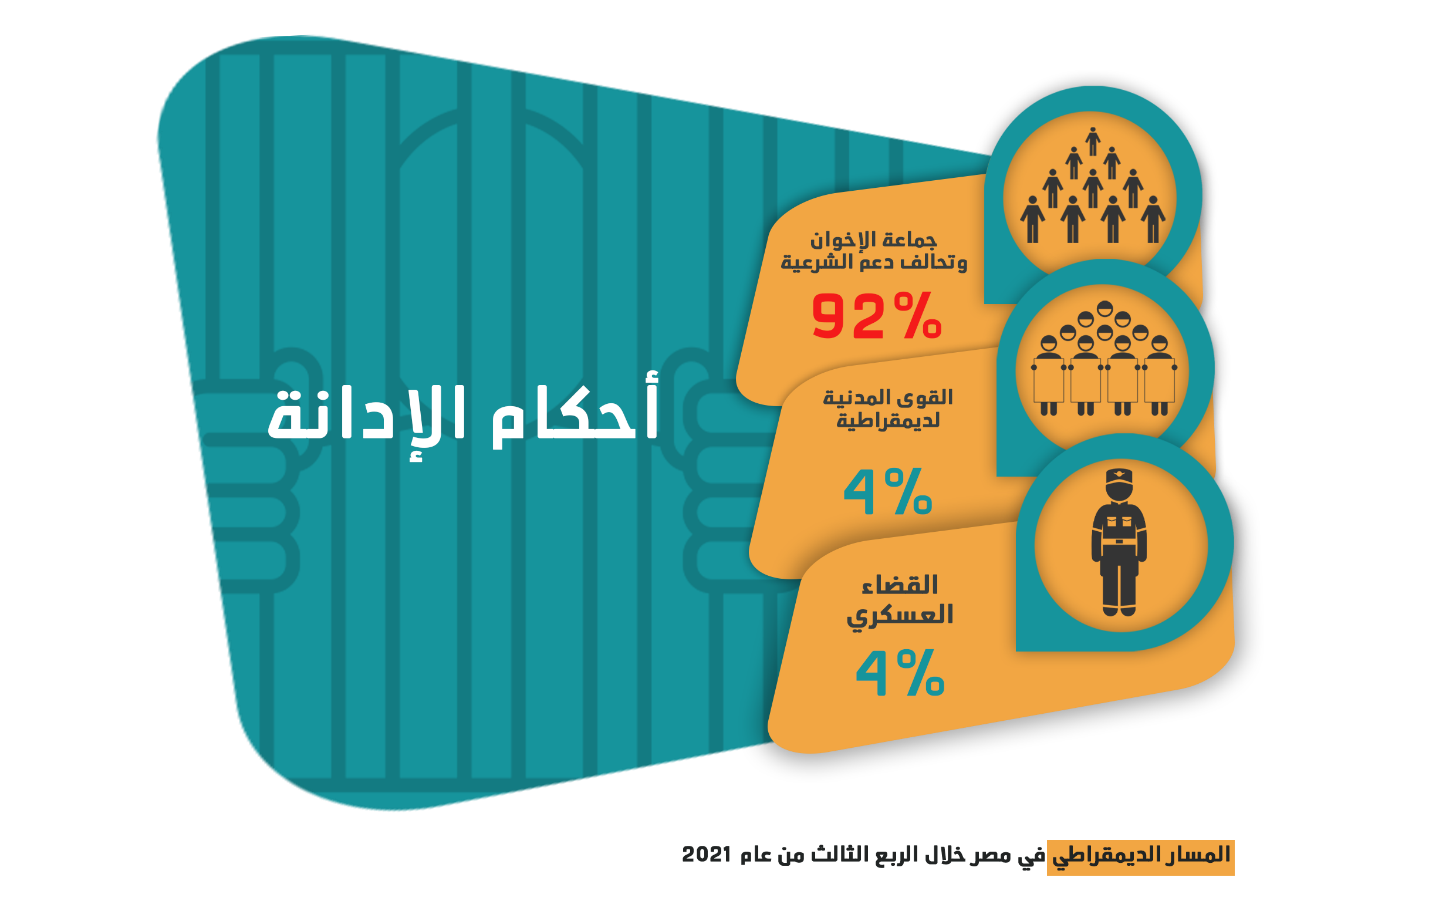 أحكام الإدانة
جماعة الإخوان
وتحالف دعم الشرعية
92%
القوى المدنية
لديمقراطية
4%
القضاء
العسكري
4%
المسار الديمقراطي في مصر خلال الربع الثالث من عام 2021